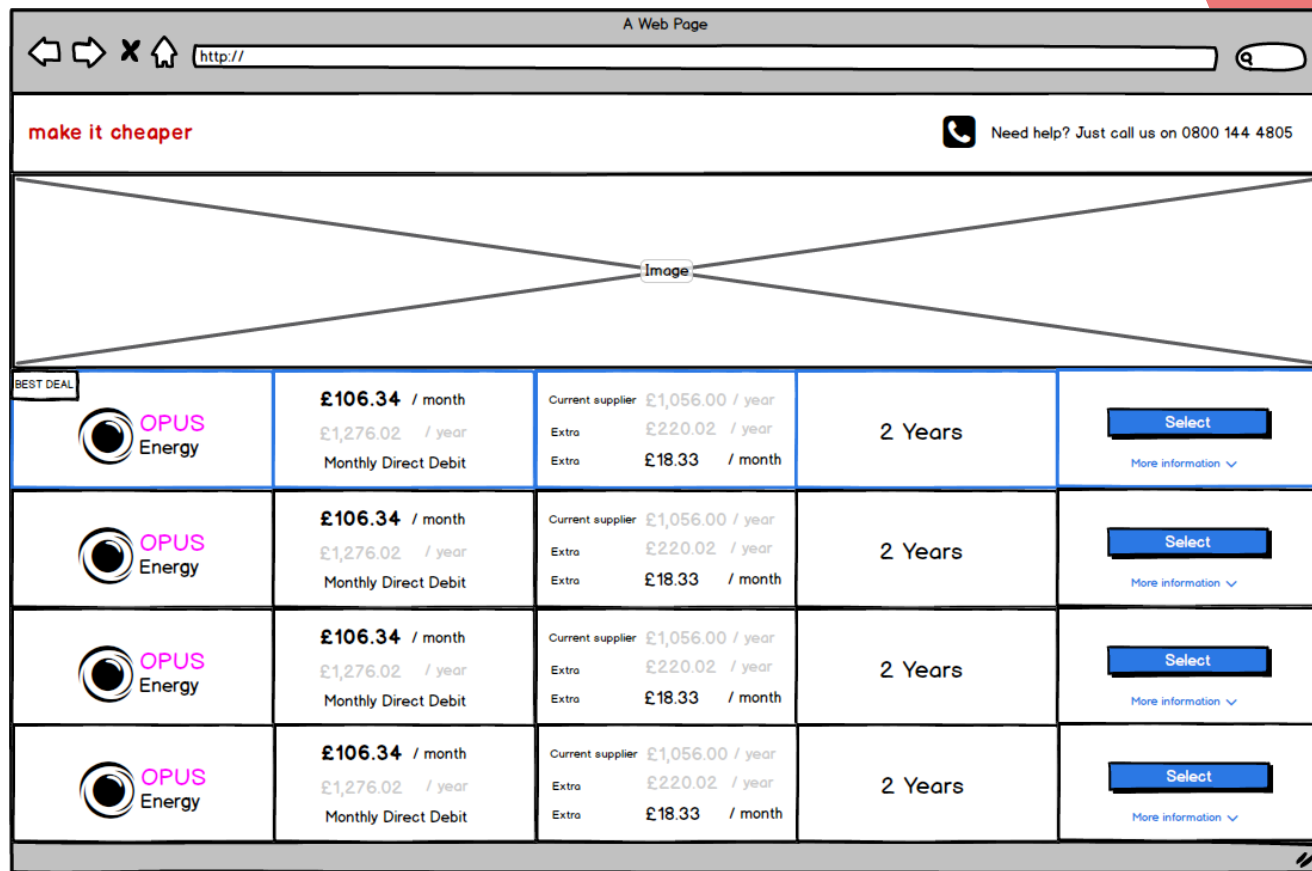 A Web Page
http://
make it cheaper
Need help? Just call us on 0800 144 4805
Image
BEST DEAL
OPUS
Energy
£106.34 / month
£1,276.02 / year
Monthly Direct Debit
Current supplier £1,056.00 / year
Extra £220.02 / year
Extra £18.33 / month
2 Years
Select
More information
OPUS
Energy
£106.34 / month
£1,276.02 / year
Monthly Direct Debit
Current supplier £1,056.00 / year
Extra £220.02 / year
Extra £18.33 / month
2 Years
Select
More information
OPUS
Energy
£106.34 / month
£1,276.02 / year
Monthly Direct Debit
Current supplier £1,056.00 / year
Extra £220.02 / year
Extra £18.33 / month
2 Years
Select
More information
OPUS
Energy
£106.34 / month
£1,276.02 / year
Monthly Direct Debit
Current supplier £1,056.00 / year
Extra £220.02 / year
Extra £18.33 / month
2 Years
Select
More information